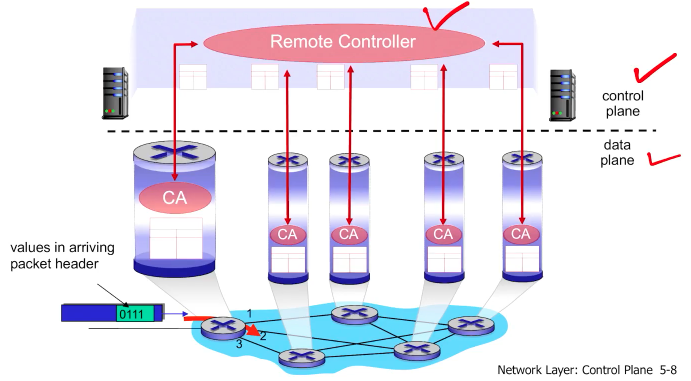 Remote Controller
control
plane
data
plane
CA
CA
CA
CA
CA
values in arriving
packet header
0111
1
2
3
Network Layer: Control Plane 5-8